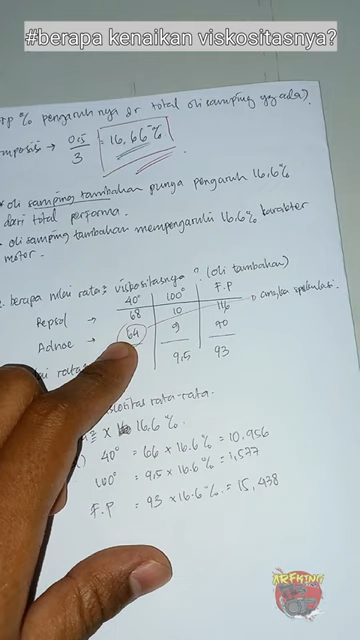 #berapa kenaikan viskositasnya?
% pengaruhnya dr total oli samping yg ada).
→ 0,5/3 = 16,66%
oli samping tambahan punya pengaruh 16,6%
dari total performa.
oli samping tambahan mempengaruhi 16,6% karakter
motor.
berapa nilai rata² viskositasnya? (oli tambahan)
40° 100° F.P
Repsol → 68 10 116
Adnoc → 64 9 70
9,5 93
rata-rata.
× 16.6%
40° = 66 × 16.6% = 10.956
100° = 9,5 × 16.6% = 1,577
F.P = 93 × 16.6% = 15,438
ARFKING